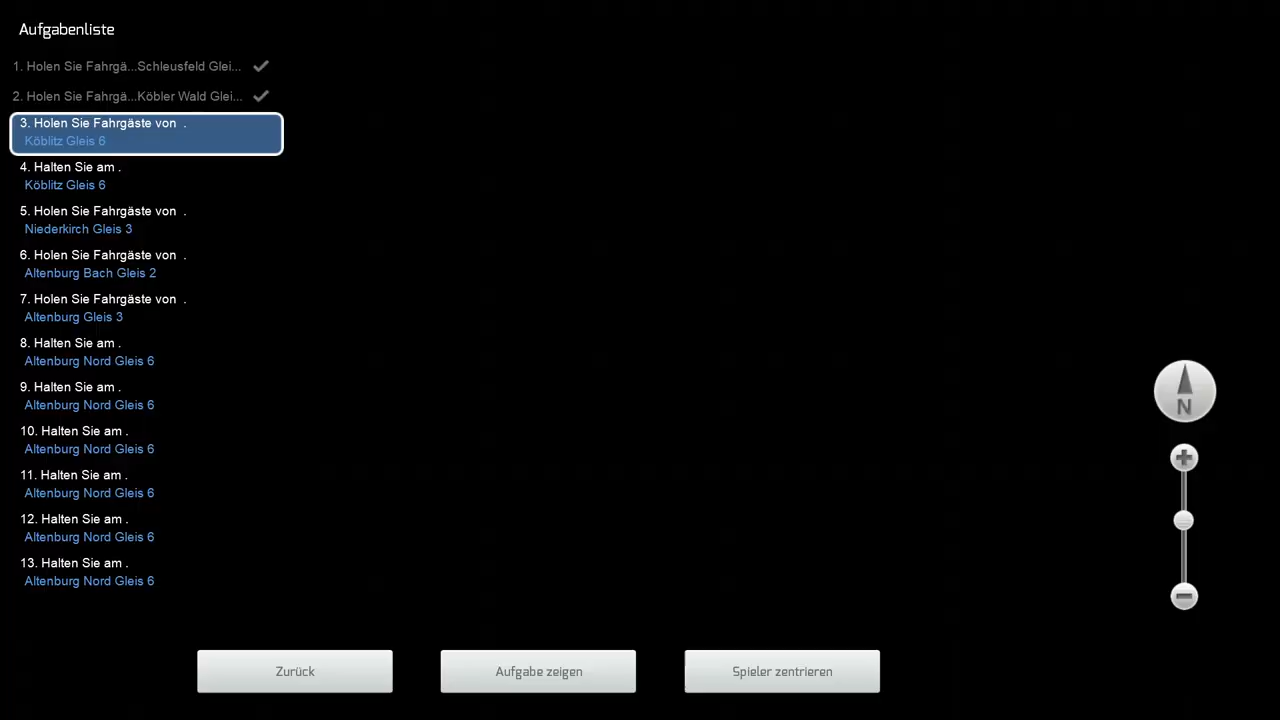 Aufgabenliste
1. Holen Sie Fahrgä...Schleusfeld Glei...
2. Holen Sie Fahrgä...Köbler Wald Glei...
3. Holen Sie Fahrgäste von .
Köblitz Gleis 6
4. Halten Sie am .
Köblitz Gleis 6
5. Holen Sie Fahrgäste von .
Niederkirch Gleis 3
6. Holen Sie Fahrgäste von .
Altenburg Bach Gleis 2
7. Holen Sie Fahrgäste von .
Altenburg Gleis 3
8. Halten Sie am .
Altenburg Nord Gleis 6
9. Halten Sie am .
Altenburg Nord Gleis 6
10. Halten Sie am .
Altenburg Nord Gleis 6
11. Halten Sie am .
Altenburg Nord Gleis 6
12. Halten Sie am .
Altenburg Nord Gleis 6
13. Halten Sie am .
Altenburg Nord Gleis 6
N
Zurück
Aufgabe zeigen
Spieler zentrieren